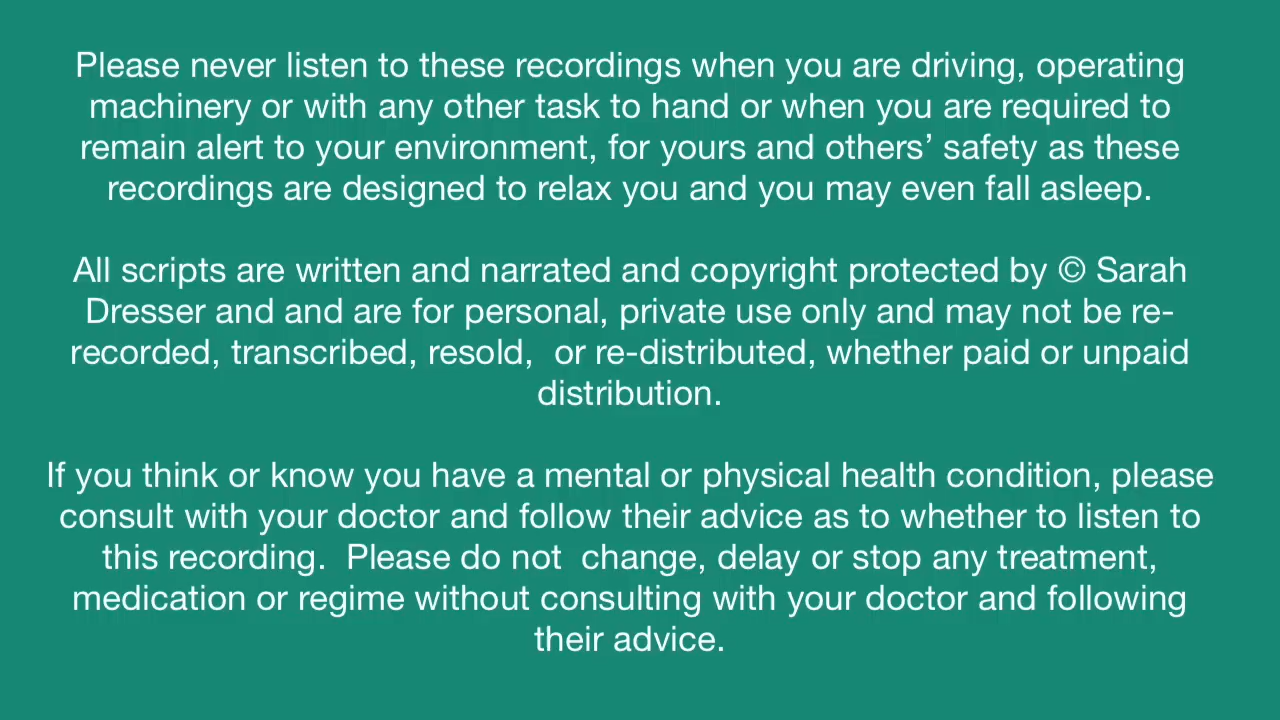 Please never listen to these recordings when you are driving, operating
machinery or with any other task to hand or when you are required to
remain alert to your environment, for yours and others’ safety as these
recordings are designed to relax you and you may even fall asleep.
All scripts are written and narrated and copyright protected by © Sarah
Dresser and and are for personal, private use only and may not be re-
recorded, transcribed, resold,  or re-distributed, whether paid or unpaid
distribution.
If you think or know you have a mental or physical health condition, please
consult with your doctor and follow their advice as to whether to listen to
this recording.  Please do not  change, delay or stop any treatment,
medication or regime without consulting with your doctor and following
their advice.